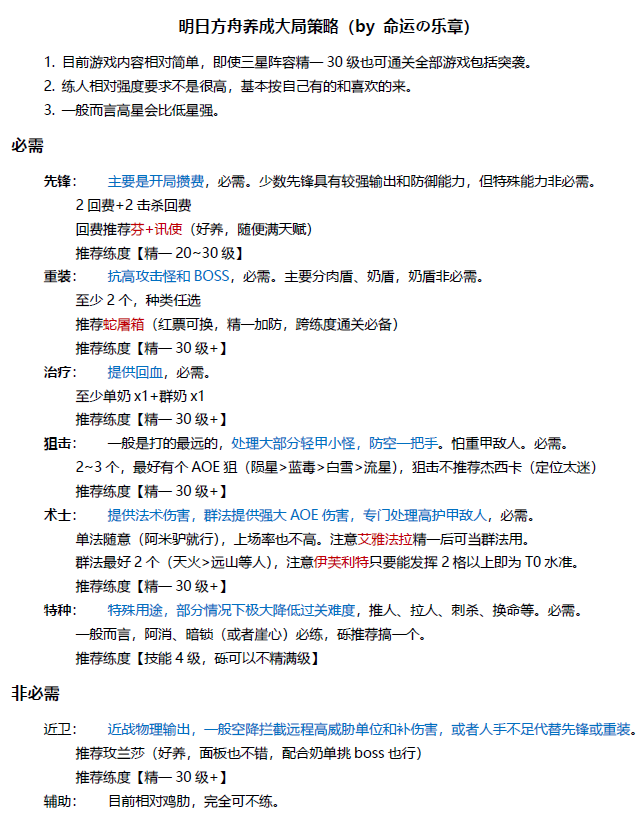 明日方舟养成大局策略（by 命运の乐章）
1. 目前游戏内容相对简单，即使三星阵容精一 30 级也可通关全部游戏包括突袭。
2. 练人相对强度要求不是很高，基本按自己有的和喜欢的来。
3. 一般而言高星会比低星强。
必需
先锋： 主要是开局攒费，必需。少数先锋具有较强输出和防御能力，但特殊能力非必需。
2 回费+2 击杀回费
回费推荐芬+讯使（好养，随便满天赋）
推荐练度【精一 20~30 级】
重装： 抗高攻击怪和 BOSS，必需。主要分肉盾、奶盾，奶盾非必需。
至少 2 个，种类任选
推荐蛇屠箱（红票可换，精一加防，跨练度通关必备）
推荐练度【精一 30 级+】
治疗： 提供回血，必需。
至少单奶 x1+群奶 x1
推荐练度【精一 30 级+】
狙击： 一般是打的最远的，处理大部分轻甲小怪，防空一把手。怕重甲敌人。必需。
2~3 个，最好有个 AOE 狙（陨星>蓝毒>白雪>流星），狙击不推荐杰西卡（定位太迷）
推荐练度【精一 30 级+】
术士： 提供法术伤害，群法提供强大 AOE 伤害，专门处理高护甲敌人，必需。
单法随意（阿米驴就行），上场率也不高。注意艾雅法拉精一后可当群法用。
群法最好 2 个（天火>远山等人），注意伊芙利特只要能发挥 2 格以上即为 T0 水准。
推荐练度【精一 30 级+】
特种： 特殊用途，部分情况下极大降低过关难度，推人、拉人、刺杀、换命等。必需。
一般而言，阿消、暗锁（或者崖心）必练，砾推荐搞一个。
推荐练度【技能 4 级，砾可以不精满级】
非必需
近卫： 近战物理输出，一般空降拦截远程高威胁单位和补伤害，或者人手不足代替先锋或重装。
推荐玫兰莎（好养，面板也不错，配合奶单挑 boss 也行）
推荐练度【精一 30 级+】
辅助： 目前相对鸡肋，完全可不练。